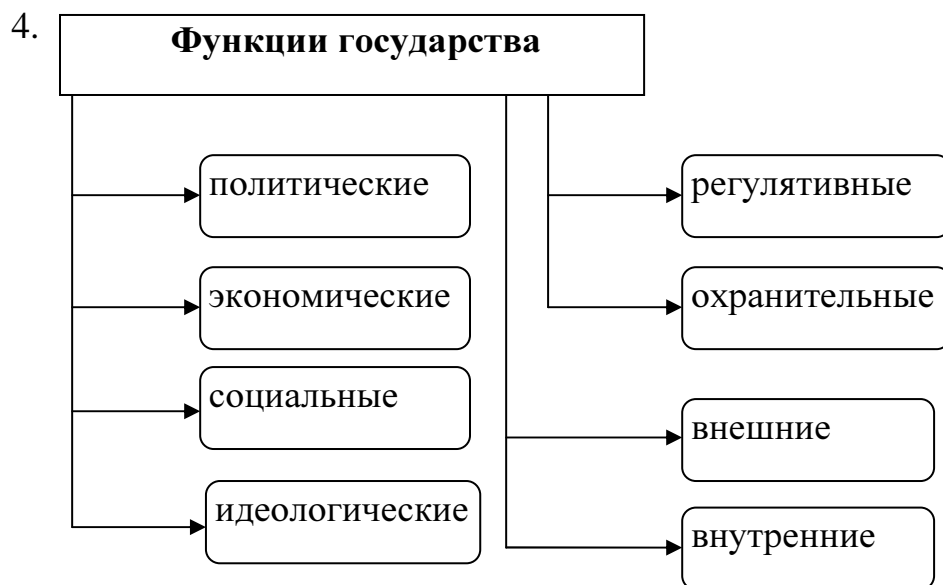 4.
Функции государства
политические
экономические
социальные
идеологические
регулятивные
охранительные
внешние
внутренние